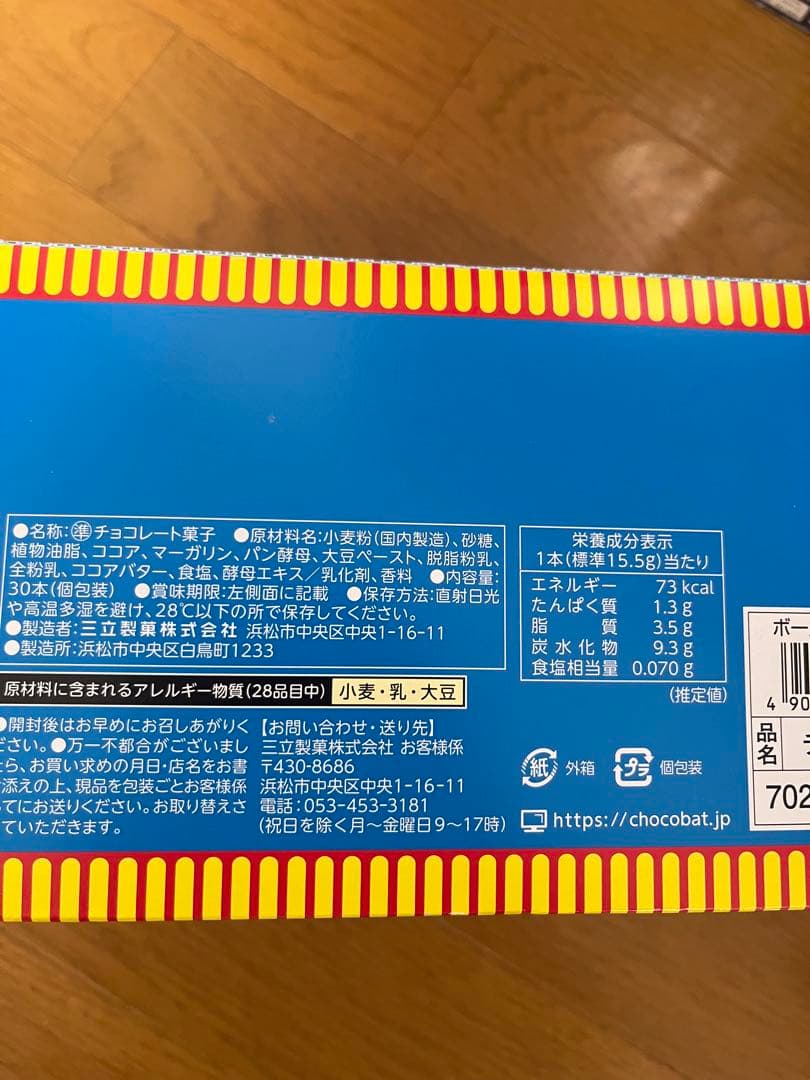 ●名称:㊝チョコレート菓子 ●原材料名:小麦粉(国内製造)、砂糖、
植物油脂、ココア、マーガリン、パン酵母、大豆ペースト、脱脂粉乳、
全粉乳、ココアバター、食塩、酵母エキス／乳化剤、香料 ●内容量:
30本(個包装) ●賞味期限:左側面に記載 ●保存方法:直射日光
や高温多湿を避け、28℃以下の所で保存してください。
●製造者:三立製菓株式会社 浜松市中央区中央1-16-11
●製造所:浜松市中央区白鳥町1233
原材料に含まれるアレルギー物質(28品目中) 小麦・乳・大豆
●開封後はお早めにお召しあがりく
ださい。●万一不都合がございまし
たら、お買い求めの月日・店名をお書
添えの上、現品を包装ごとお客様係
てにお送りください。お取り替えさ
ていただきます。
【お問い合わせ・送り先】
三立製菓株式会社 お客様係
〒430-8686
浜松市中央区中央1-16-11
電話:053-453-3181
(祝日を除く月～金曜日9～17時)
栄養成分表示
1本(標準15.5g)当たり
エネルギー 73 kcal
たんぱく質 1.3 g
脂質 3.5 g
炭水化物 9.3 g
食塩相当量 0.070 g
(推定値)
紙 外箱 プラ 個包装
https://chocobat.jp
ボー
4 90
品名
702